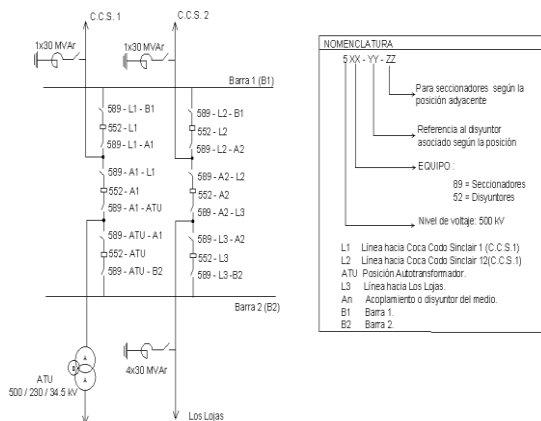 C.C.S. 1
C.C.S. 2
1x30 MVAr
1x30 MVAr
Barra 1 (B1)
589 - L1 - B1
552 - L1
589 - L1 - A1
589 - A1 - L1
552 - A1
589 - A1 - ATU
589 - ATU - A1
552 - ATU
589 - ATU - B2
589 - L2 - B1
552 - L2
589 - L2 - A2
589 - A2 - L2
552 - A2
589 - A2 - L3
589 - L3 - A2
552 - L3
589 - L3-B2
Barra 2 (B2)
A
B
A
ATU
500 / 230 / 34.5 kV
4x30 MVAr
Los Lojas
NOMENCLATURA
5 XX - YY - ZZ
Para seccionadores según la
posición adyacente
Referencia al disyuntor
asociado según la posición
EQUIPO :
89 = Seccionadores
52 = Disyuntores
Nivel de voltaje: 500 kV
L1 Línea hacia Coca Codo Sinclair 1 (C.C.S.1)
L2 Línea hacia Coca Codo Sinclair 12(C.C.S.1)
ATU Posición Autotransformador.
L3 Línea hacia Los Lojas.
An Acoplamiento o disyuntor del medio.
B1 Barra 1.
B2 Barra 2.